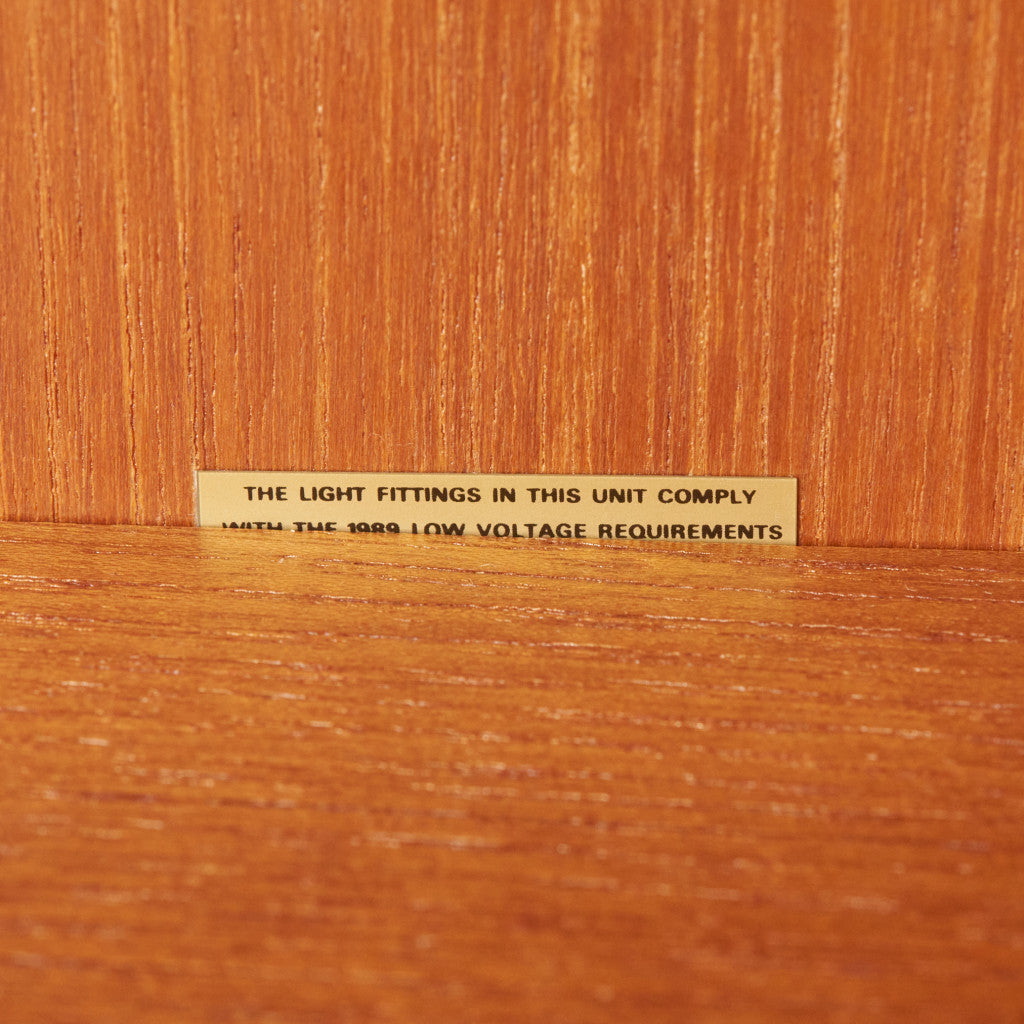 THE LIGHT FITTINGS IN THIS UNIT COMPLY
WITH THE 1989 LOW VOLTAGE REQUIREMENTS